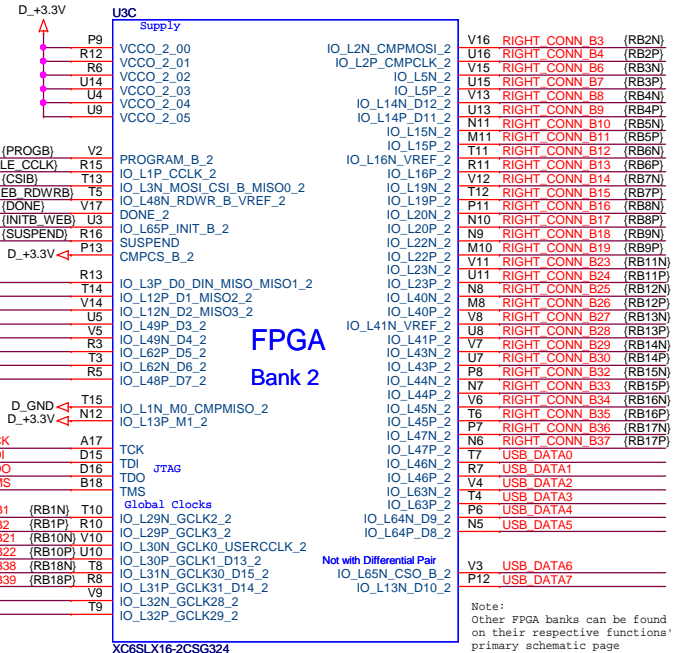 D_+3.3V
U3C
Supply
P9 VCCO_2_00
R12 VCCO_2_01
R6 VCCO_2_02
U14 VCCO_2_03
U4 VCCO_2_04
U9 VCCO_2_05
{PROGB} V2 PROGRAM_B_2
LE_CCLK} R15 IO_L1P_CCLK_2
{CSIB} T13 IO_L3N_MOSI_CSI_B_MISO0_2
EB_RDWRB} T5 IO_L48N_RDWR_B_VREF_2
{DONE} V17 DONE_2
{INITB_WEB} U3 IO_L65P_INIT_B_2
{SUSPEND} R16 SUSPEND
D_+3.3V P13 CMPCS_B_2
R13 IO_L3P_D0_DIN_MISO_MISO1_2
T14 IO_L12P_D1_MISO2_2
V14 IO_L12N_D2_MISO3_2
U5 IO_L49P_D3_2
V5 IO_L49N_D4_2
R3 IO_L62P_D5_2
T3 IO_L62N_D6_2
R5 IO_L48P_D7_2
FPGA
Bank 2
D_GND T15 IO_L1N_M0_CMPMISO_2
D_+3.3V N12 IO_L13P_M1_2
CK A17 TCK
DI D15 TDI
DO D16 TDO
MS B18 TMS
JTAG
Global Clocks
B1 {RB1N} T10 IO_L29N_GCLK2_2
B2 {RB1P} R10 IO_L29P_GCLK3_2
B21 {RB10N} V10 IO_L30N_GCLK0_USERCCLK_2
B22 {RB10P} U10 IO_L30P_GCLK1_D13_2
B38 {RB18N} T8 IO_L31N_GCLK30_D15_2
B39 {RB18P} R8 IO_L31P_GCLK31_D14_2
V9 IO_L32N_GCLK28_2
T9 IO_L32P_GCLK29_2
IO_L2N_CMPMOSI_2 V16 RIGHT_CONN_B3 {RB2N}
IO_L2P_CMPCLK_2 U16 RIGHT_CONN_B4 {RB2P}
IO_L5N_2 V15 RIGHT_CONN_B6 {RB3N}
IO_L5P_2 U15 RIGHT_CONN_B7 {RB3P}
IO_L14N_D12_2 V13 RIGHT_CONN_B8 {RB4N}
IO_L14P_D11_2 U13 RIGHT_CONN_B9 {RB4P}
IO_L15N_2 N11 RIGHT_CONN_B10 {RB5N}
IO_L15P_2 M11 RIGHT_CONN_B11 {RB5P}
IO_L16N_VREF_2 T11 RIGHT_CONN_B12 {RB6N}
IO_L16P_2 R11 RIGHT_CONN_B13 {RB6P}
IO_L19N_2 V12 RIGHT_CONN_B14 {RB7N}
IO_L19P_2 T12 RIGHT_CONN_B15 {RB7P}
IO_L20N_2 P11 RIGHT_CONN_B16 {RB8N}
IO_L20P_2 N10 RIGHT_CONN_B17 {RB8P}
IO_L22N_2 N9 RIGHT_CONN_B18 {RB9N}
IO_L22P_2 M10 RIGHT_CONN_B19 {RB9P}
IO_L23N_2 V11 RIGHT_CONN_B23 {RB11N}
IO_L23P_2 U11 RIGHT_CONN_B24 {RB11P}
IO_L40N_2 N8 RIGHT_CONN_B25 {RB12N}
IO_L40P_2 M8 RIGHT_CONN_B26 {RB12P}
IO_L41N_VREF_2 V8 RIGHT_CONN_B27 {RB13N}
IO_L41P_2 U8 RIGHT_CONN_B28 {RB13P}
IO_L43N_2 V7 RIGHT_CONN_B29 {RB14N}
IO_L43P_2 U7 RIGHT_CONN_B30 {RB14P}
IO_L44N_2 P8 RIGHT_CONN_B32 {RB15N}
IO_L44P_2 N7 RIGHT_CONN_B33 {RB15P}
IO_L45N_2 V6 RIGHT_CONN_B34 {RB16N}
IO_L45P_2 T6 RIGHT_CONN_B35 {RB16P}
IO_L47N_2 P7 RIGHT_CONN_B36 {RB17N}
IO_L47P_2 N6 RIGHT_CONN_B37 {RB17P}
IO_L46N_2 T7 USB_DATA0
IO_L46P_2 R7 USB_DATA1
IO_L63N_2 V4 USB_DATA2
IO_L63P_2 T4 USB_DATA3
IO_L64N_D9_2 P6 USB_DATA4
IO_L64P_D8_2 N5 USB_DATA5
Not with Differential Pair
IO_L65N_CSO_B_2 V3 USB_DATA6
IO_L13N_D10_2 P12 USB_DATA7
Note:
Other FPGA banks can be found
on their respective functions'
primary schematic page
XC6SLX16-2CSG324